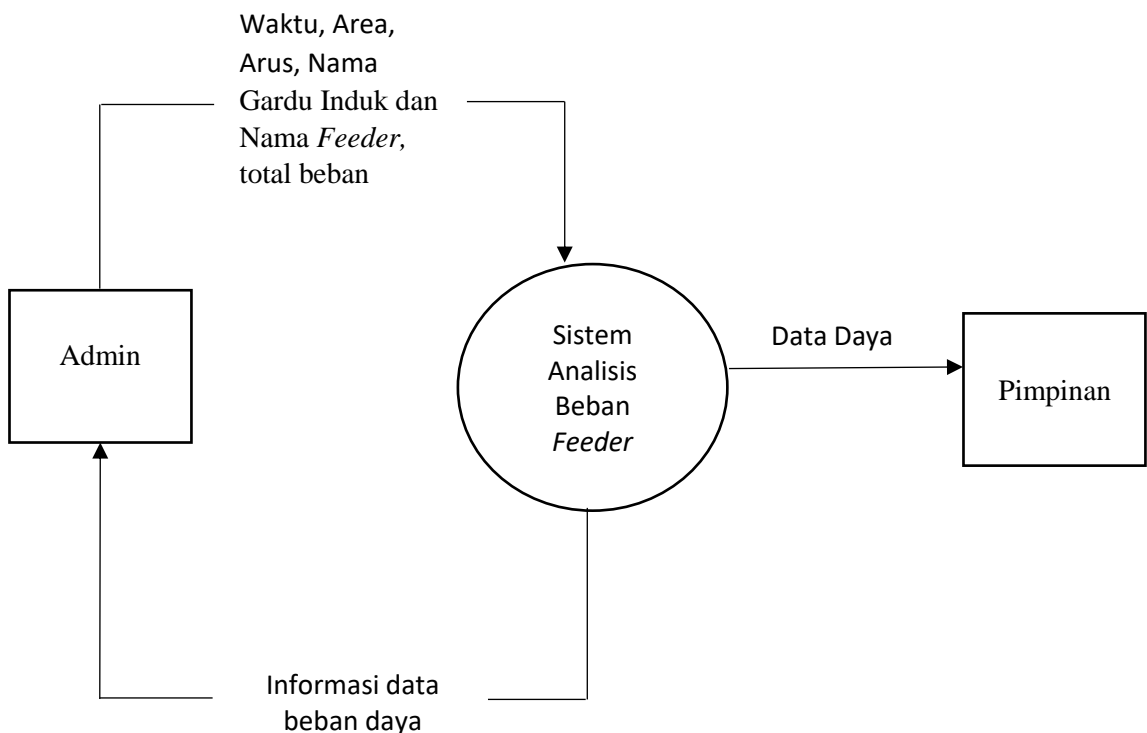 Waktu, Area,
Arus, Nama
Gardu Induk dan
Nama Feeder,
total beban
Admin
Sistem
Analisis
Beban
Feeder
Data Daya
Pimpinan
Informasi data
beban daya